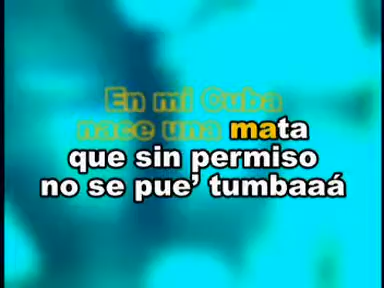 En mi Cuba
nace una mata
que sin permiso
no se pue' tumbaaá